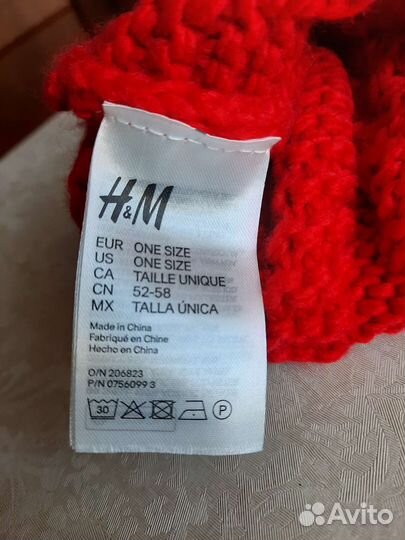 H&M
EUR ONE SIZE
US ONE SIZE
CA TAILLE UNIQUE
CN 52-58
MX TALLA ÚNICA
Made in China
Fabriqué en Chine
Hecho en China
O/N 206823
P/N 0756099 3
30 P
Avito